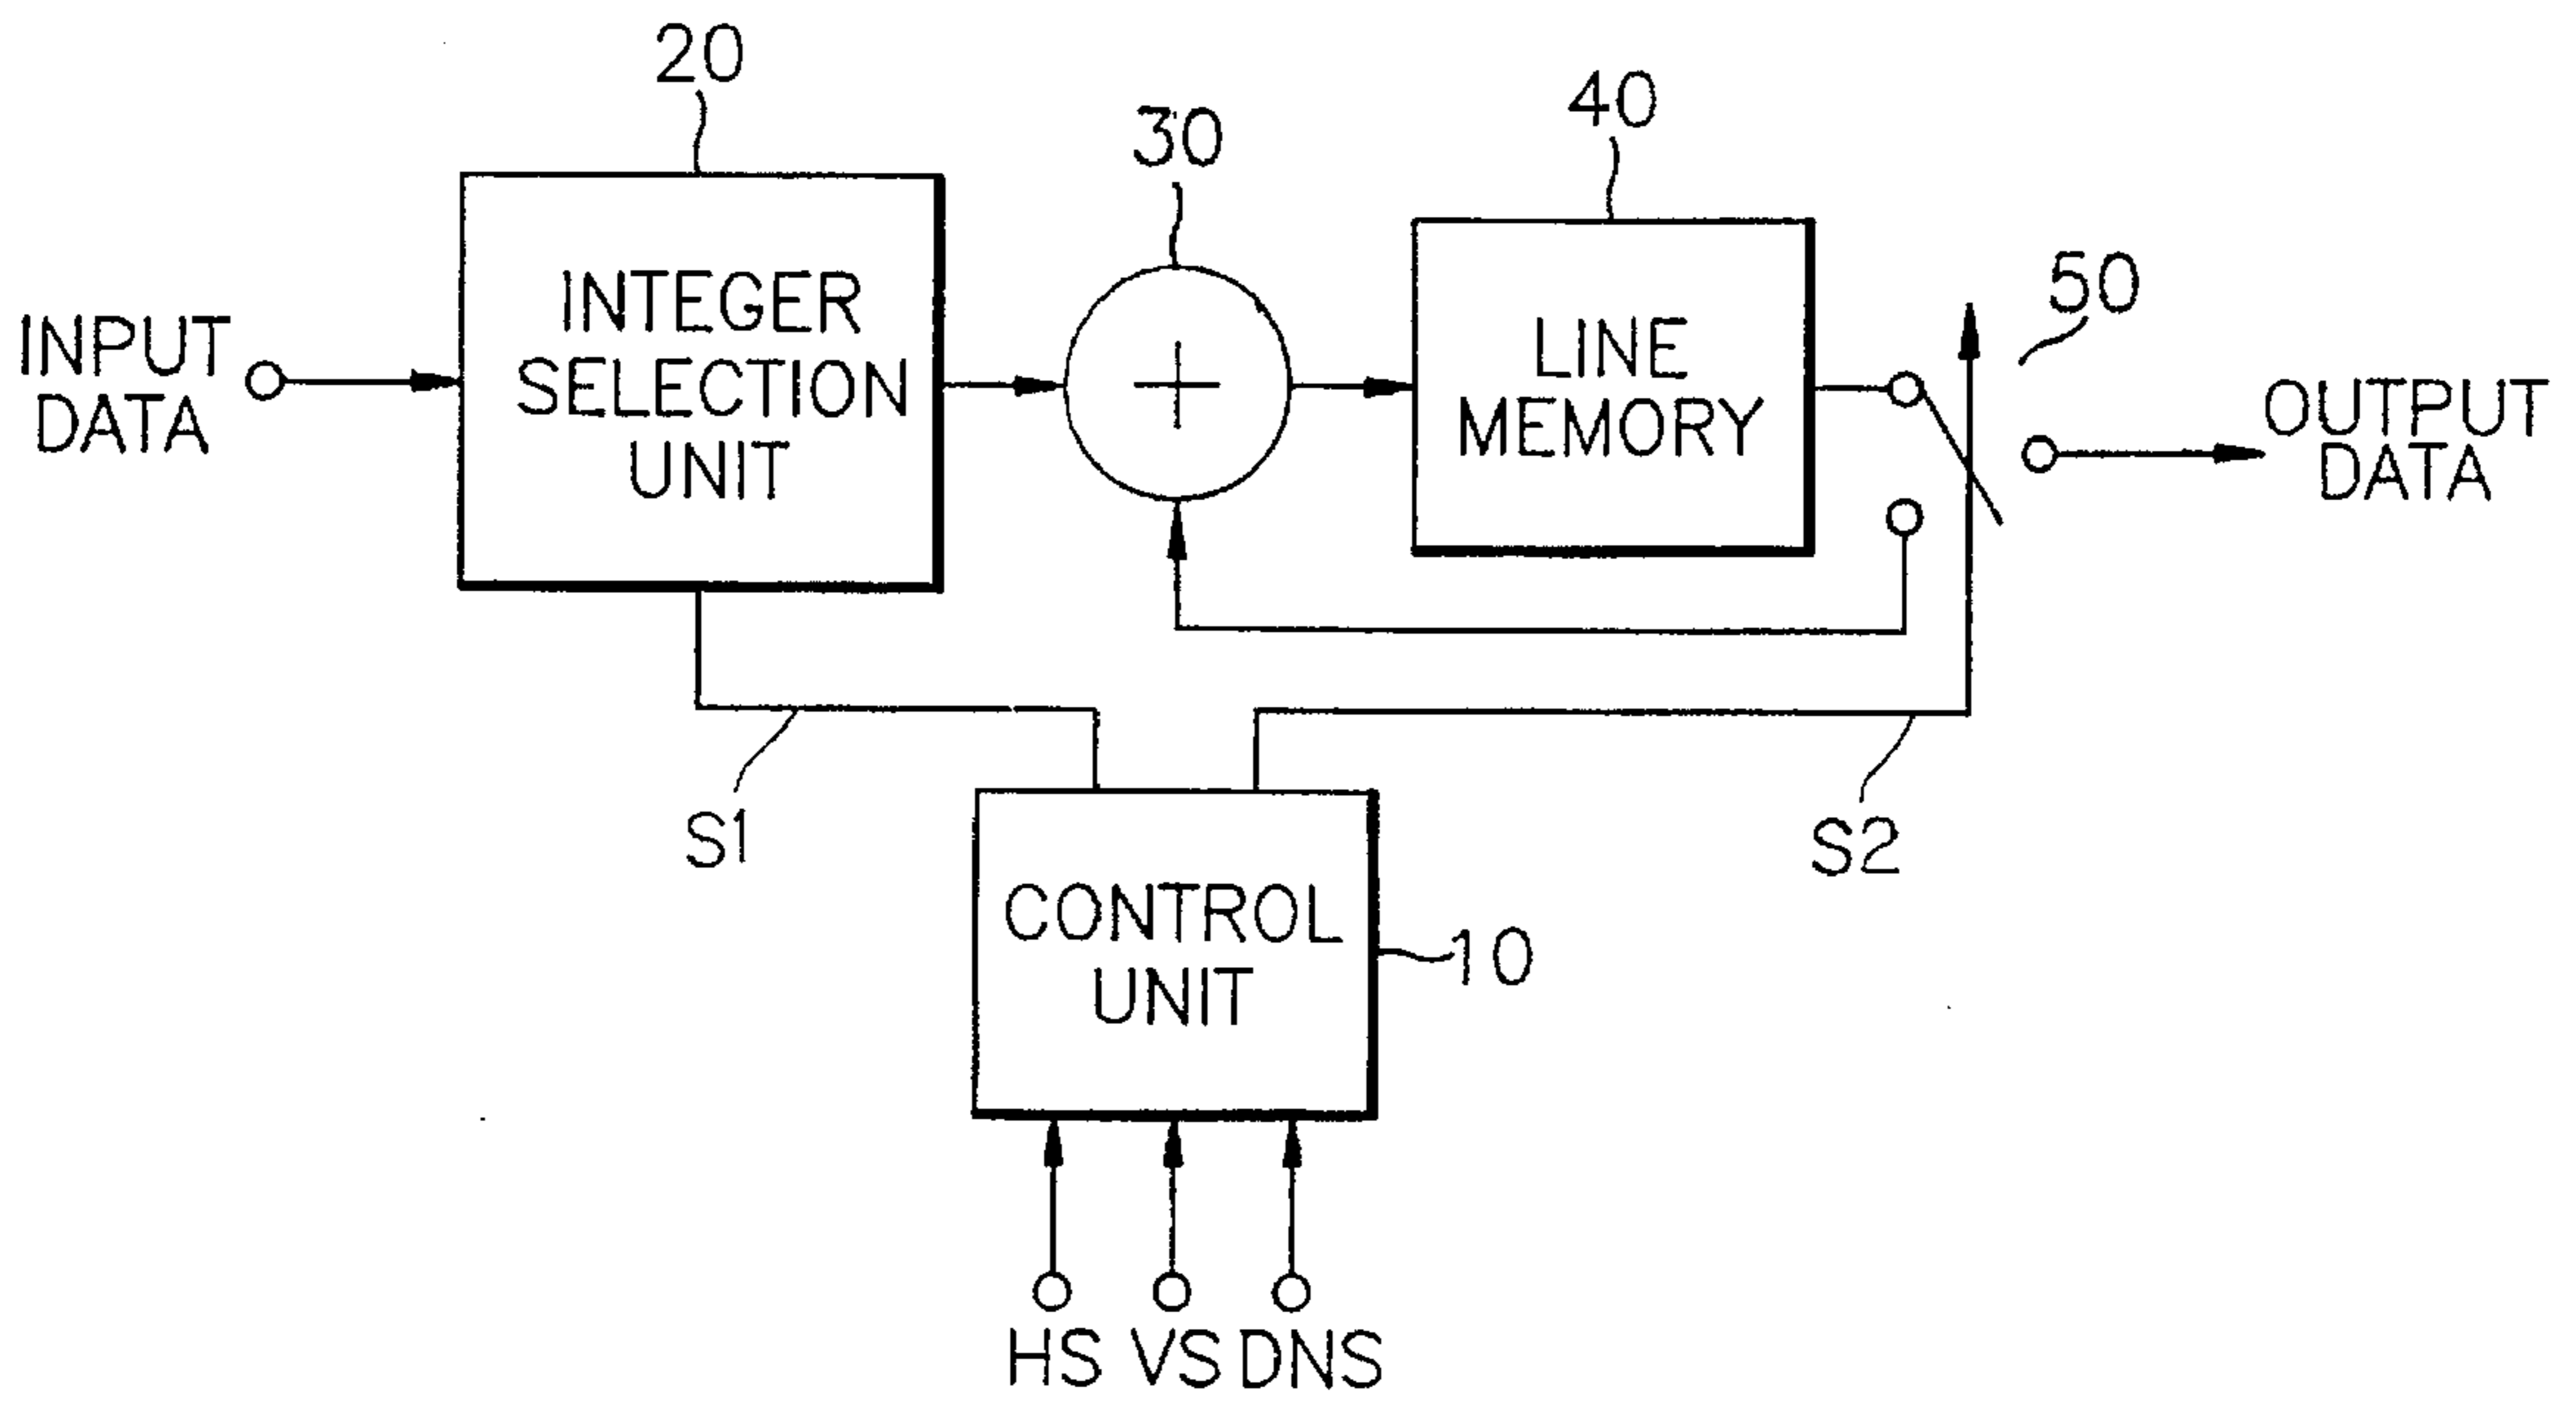 20
30
40
50
INPUT
DATA
INTEGER
SELECTION
UNIT
LINE
MEMORY
OUTPUT
DATA
S1
S2
CONTROL
UNIT
10
HS VS DNS